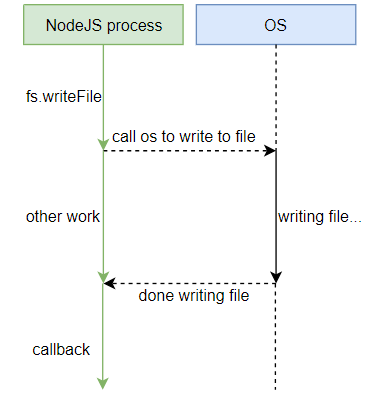 NodeJS process
OS
fs.writeFile
call os to write to file
other work
writing file...
done writing file
callback